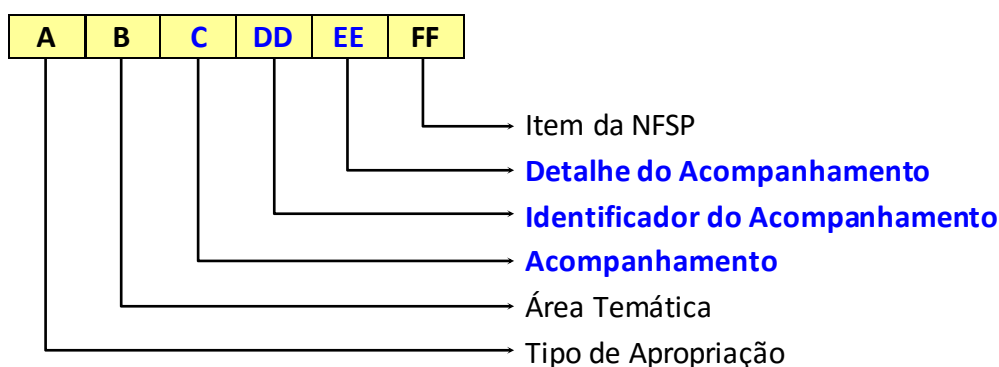 A B C DD EE FF
Item da NFSP
Detalhe do Acompanhamento
Identificador do Acompanhamento
Acompanhamento
Área Temática
Tipo de Apropriação